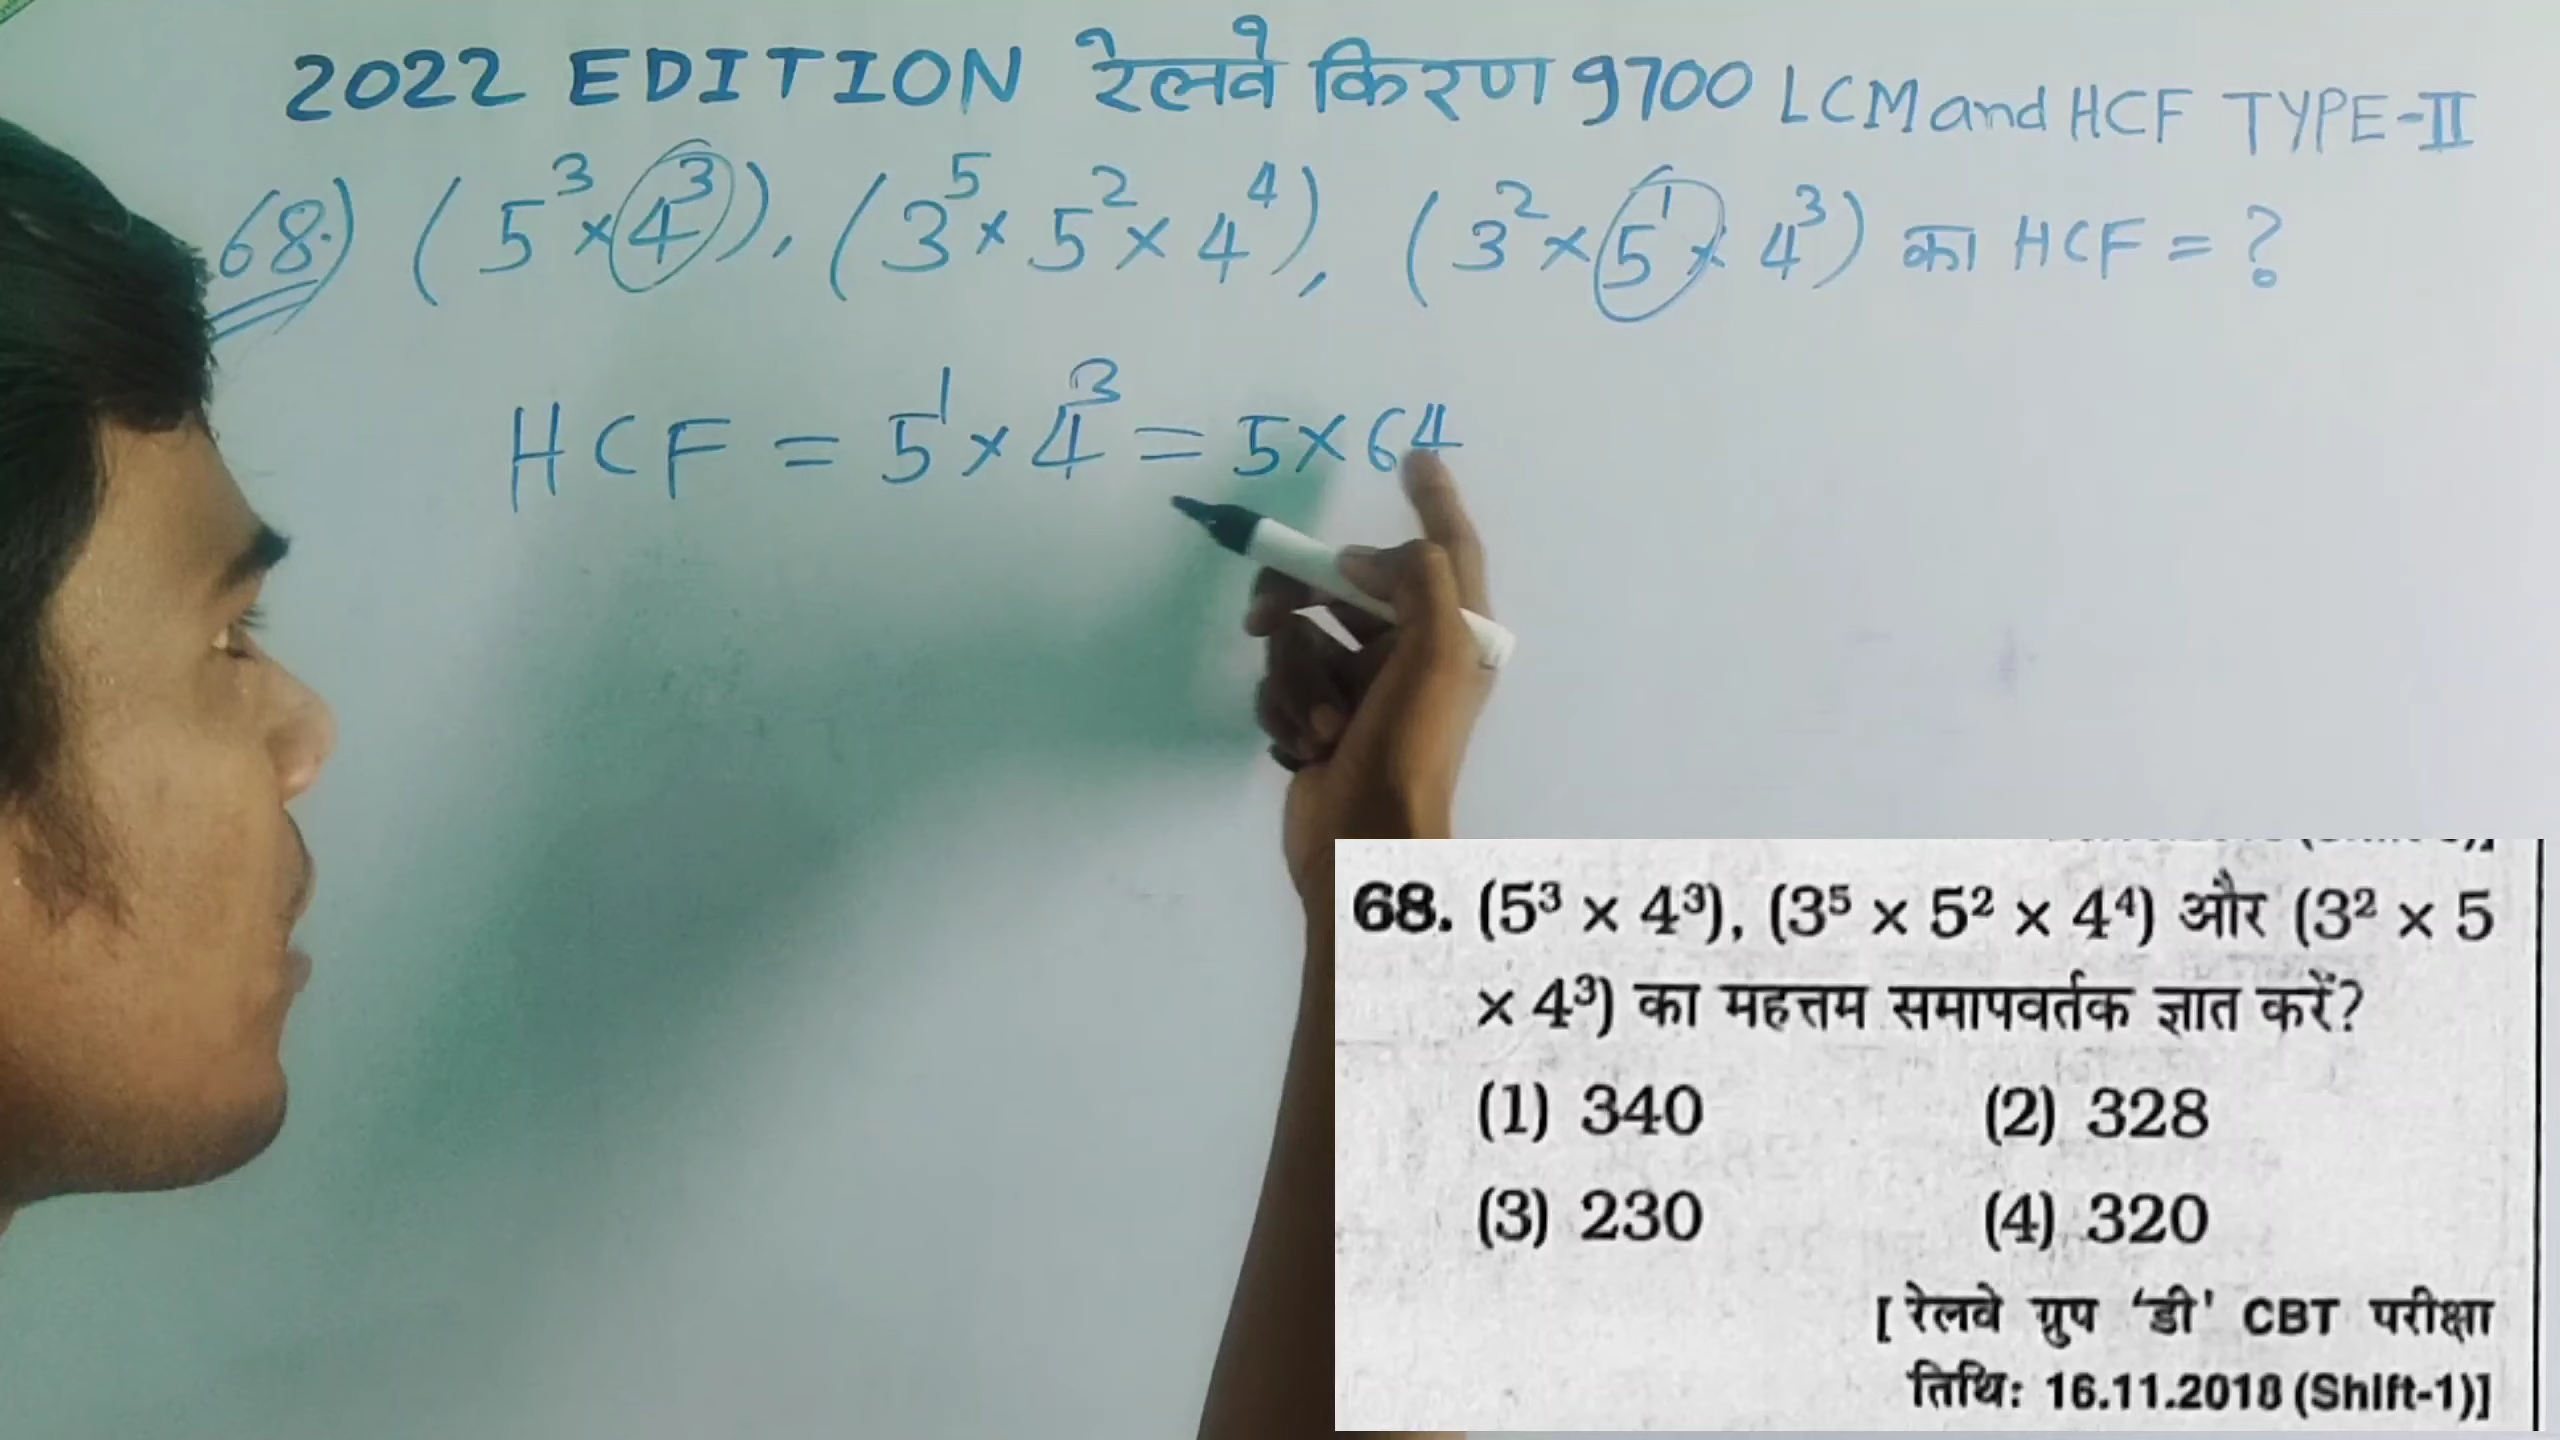 2022 EDITION रेलवे किरण 9700 LCM and HCF TYPE-II
68.) (5³ × 4³), (3⁵ × 5² × 4⁴), (3² × 5¹ × 4³) का HCF = ?
HCF = 5¹ × 4³ = 5 × 64
68. (5³ × 4³), (3⁵ × 5² × 4⁴) और (3² × 5
× 4³) का महत्तम समापवर्तक ज्ञात करें?
(1) 340 (2) 328
(3) 230 (4) 320
[ रेलवे ग्रुप ‘डी' CBT परीक्षा
तिथि: 16.11.2018 (Shift-1)]